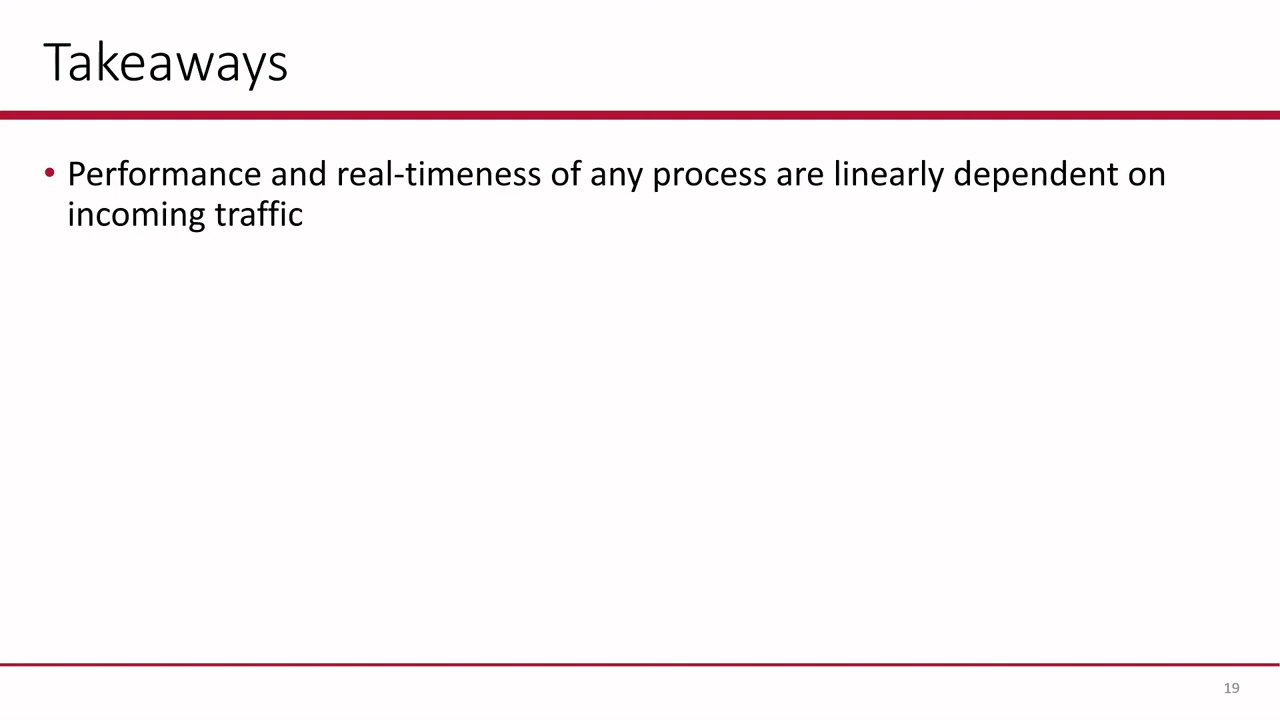 Takeaways
• Performance and real-timeness of any process are linearly dependent on
incoming traffic
19